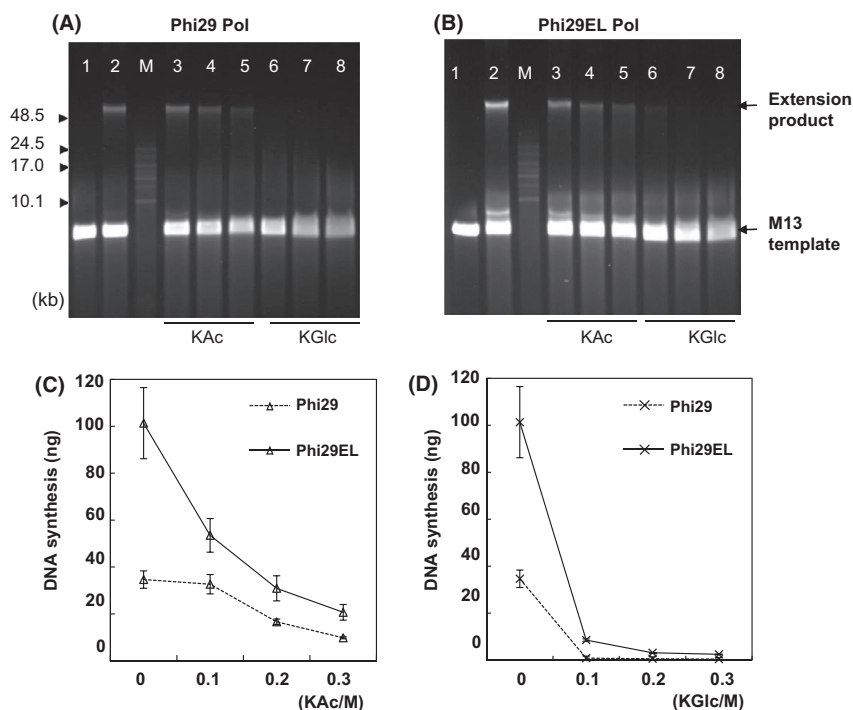 (A) Phi29 Pol
1 2 M 3 4 5 6 7 8
48.5
24.5
17.0
10.1
(kb)
KAc KGlc
(B) Phi29EL Pol
1 2 M 3 4 5 6 7 8
Extension
product
M13
template
KAc KGlc
(C)
DNA synthesis (ng)
120
100
80
60
40
20
0
Phi29
Phi29EL
0 0.1 0.2 0.3
(KAc/M)
(D)
DNA synthesis (ng)
120
100
80
60
40
20
0
Phi29
Phi29EL
0 0.1 0.2 0.3
(KGlc/M)